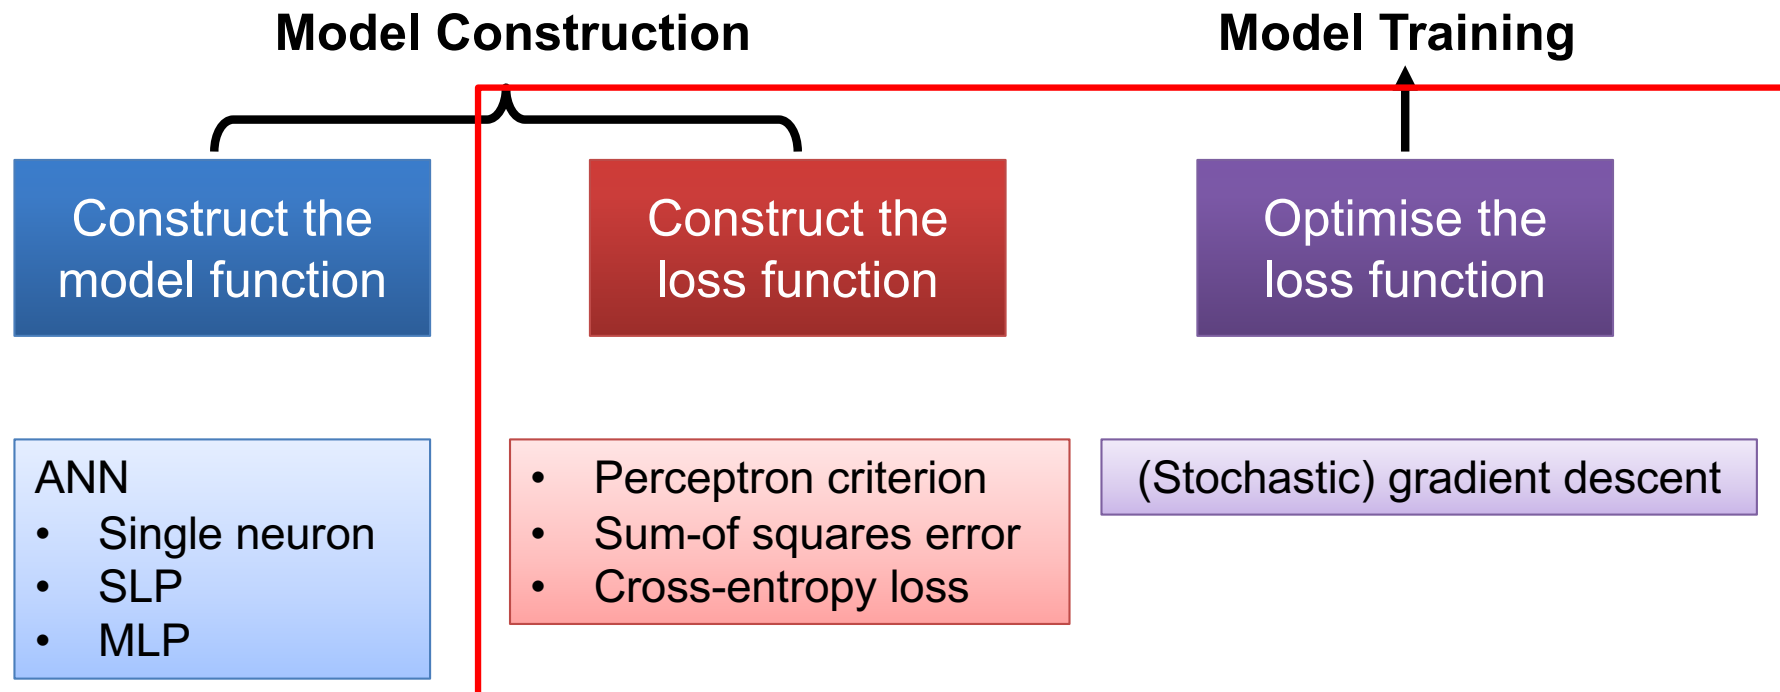 Model Construction
Model Training
Construct the
model function
Construct the
loss function
Optimise the
loss function
ANN
• Single neuron
• SLP
• MLP
• Perceptron criterion
• Sum-of squares error
• Cross-entropy loss
(Stochastic) gradient descent